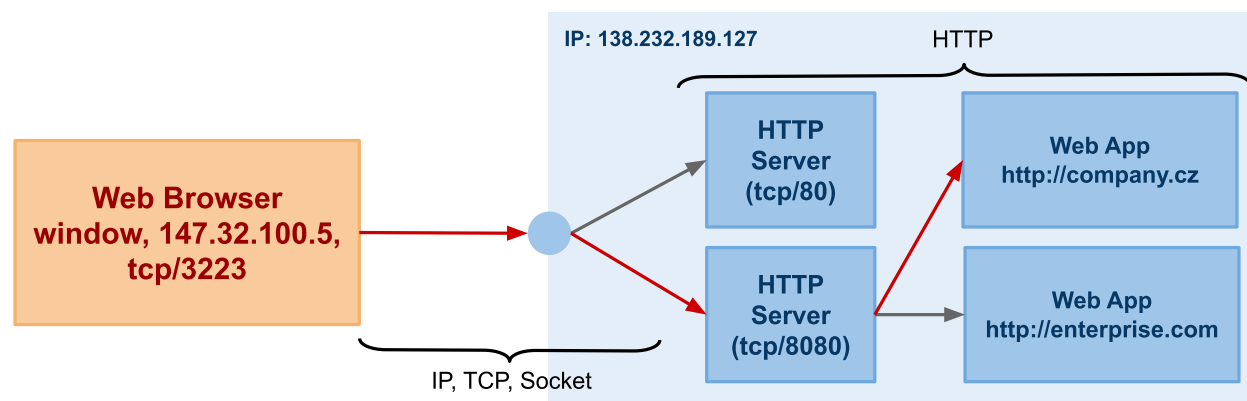 IP: 138.232.189.127
HTTP
Web Browser
window, 147.32.100.5,
tcp/3223
HTTP
Server
(tcp/80)
Web App
http://company.cz
HTTP
Server
(tcp/8080)
Web App
http://enterprise.com
IP, TCP, Socket